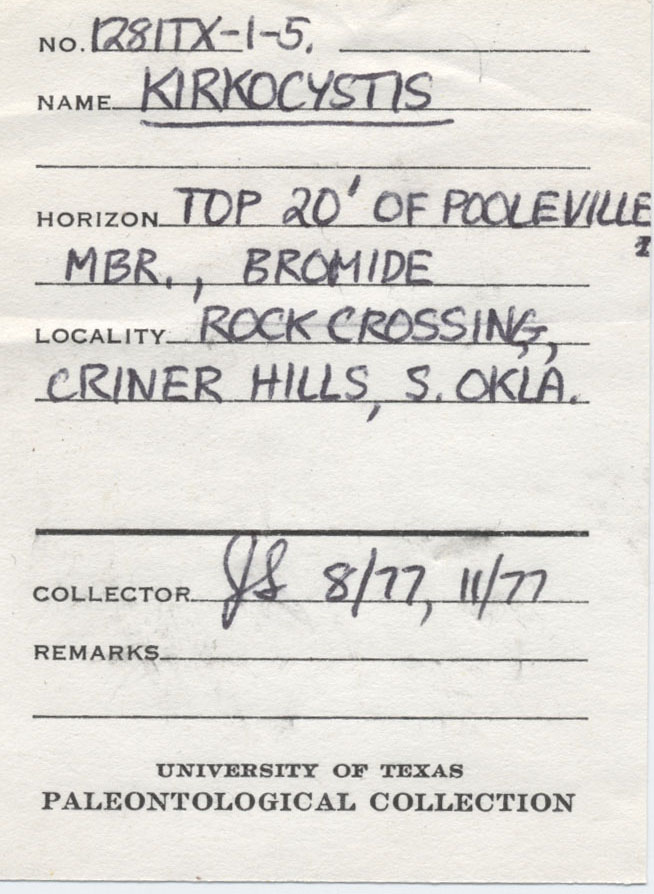 NO. 1281TX-1-5.
NAME KIRKOCYSTIS
HORIZON TOP 20' OF POOLEVILLE
MBR., BROMIDE
LOCALITY ROCK CROSSING,
CRINER HILLS, S. OKLA.
COLLECTOR JS 8/77, 11/77
REMARKS
UNIVERSITY OF TEXAS
PALEONTOLOGICAL COLLECTION